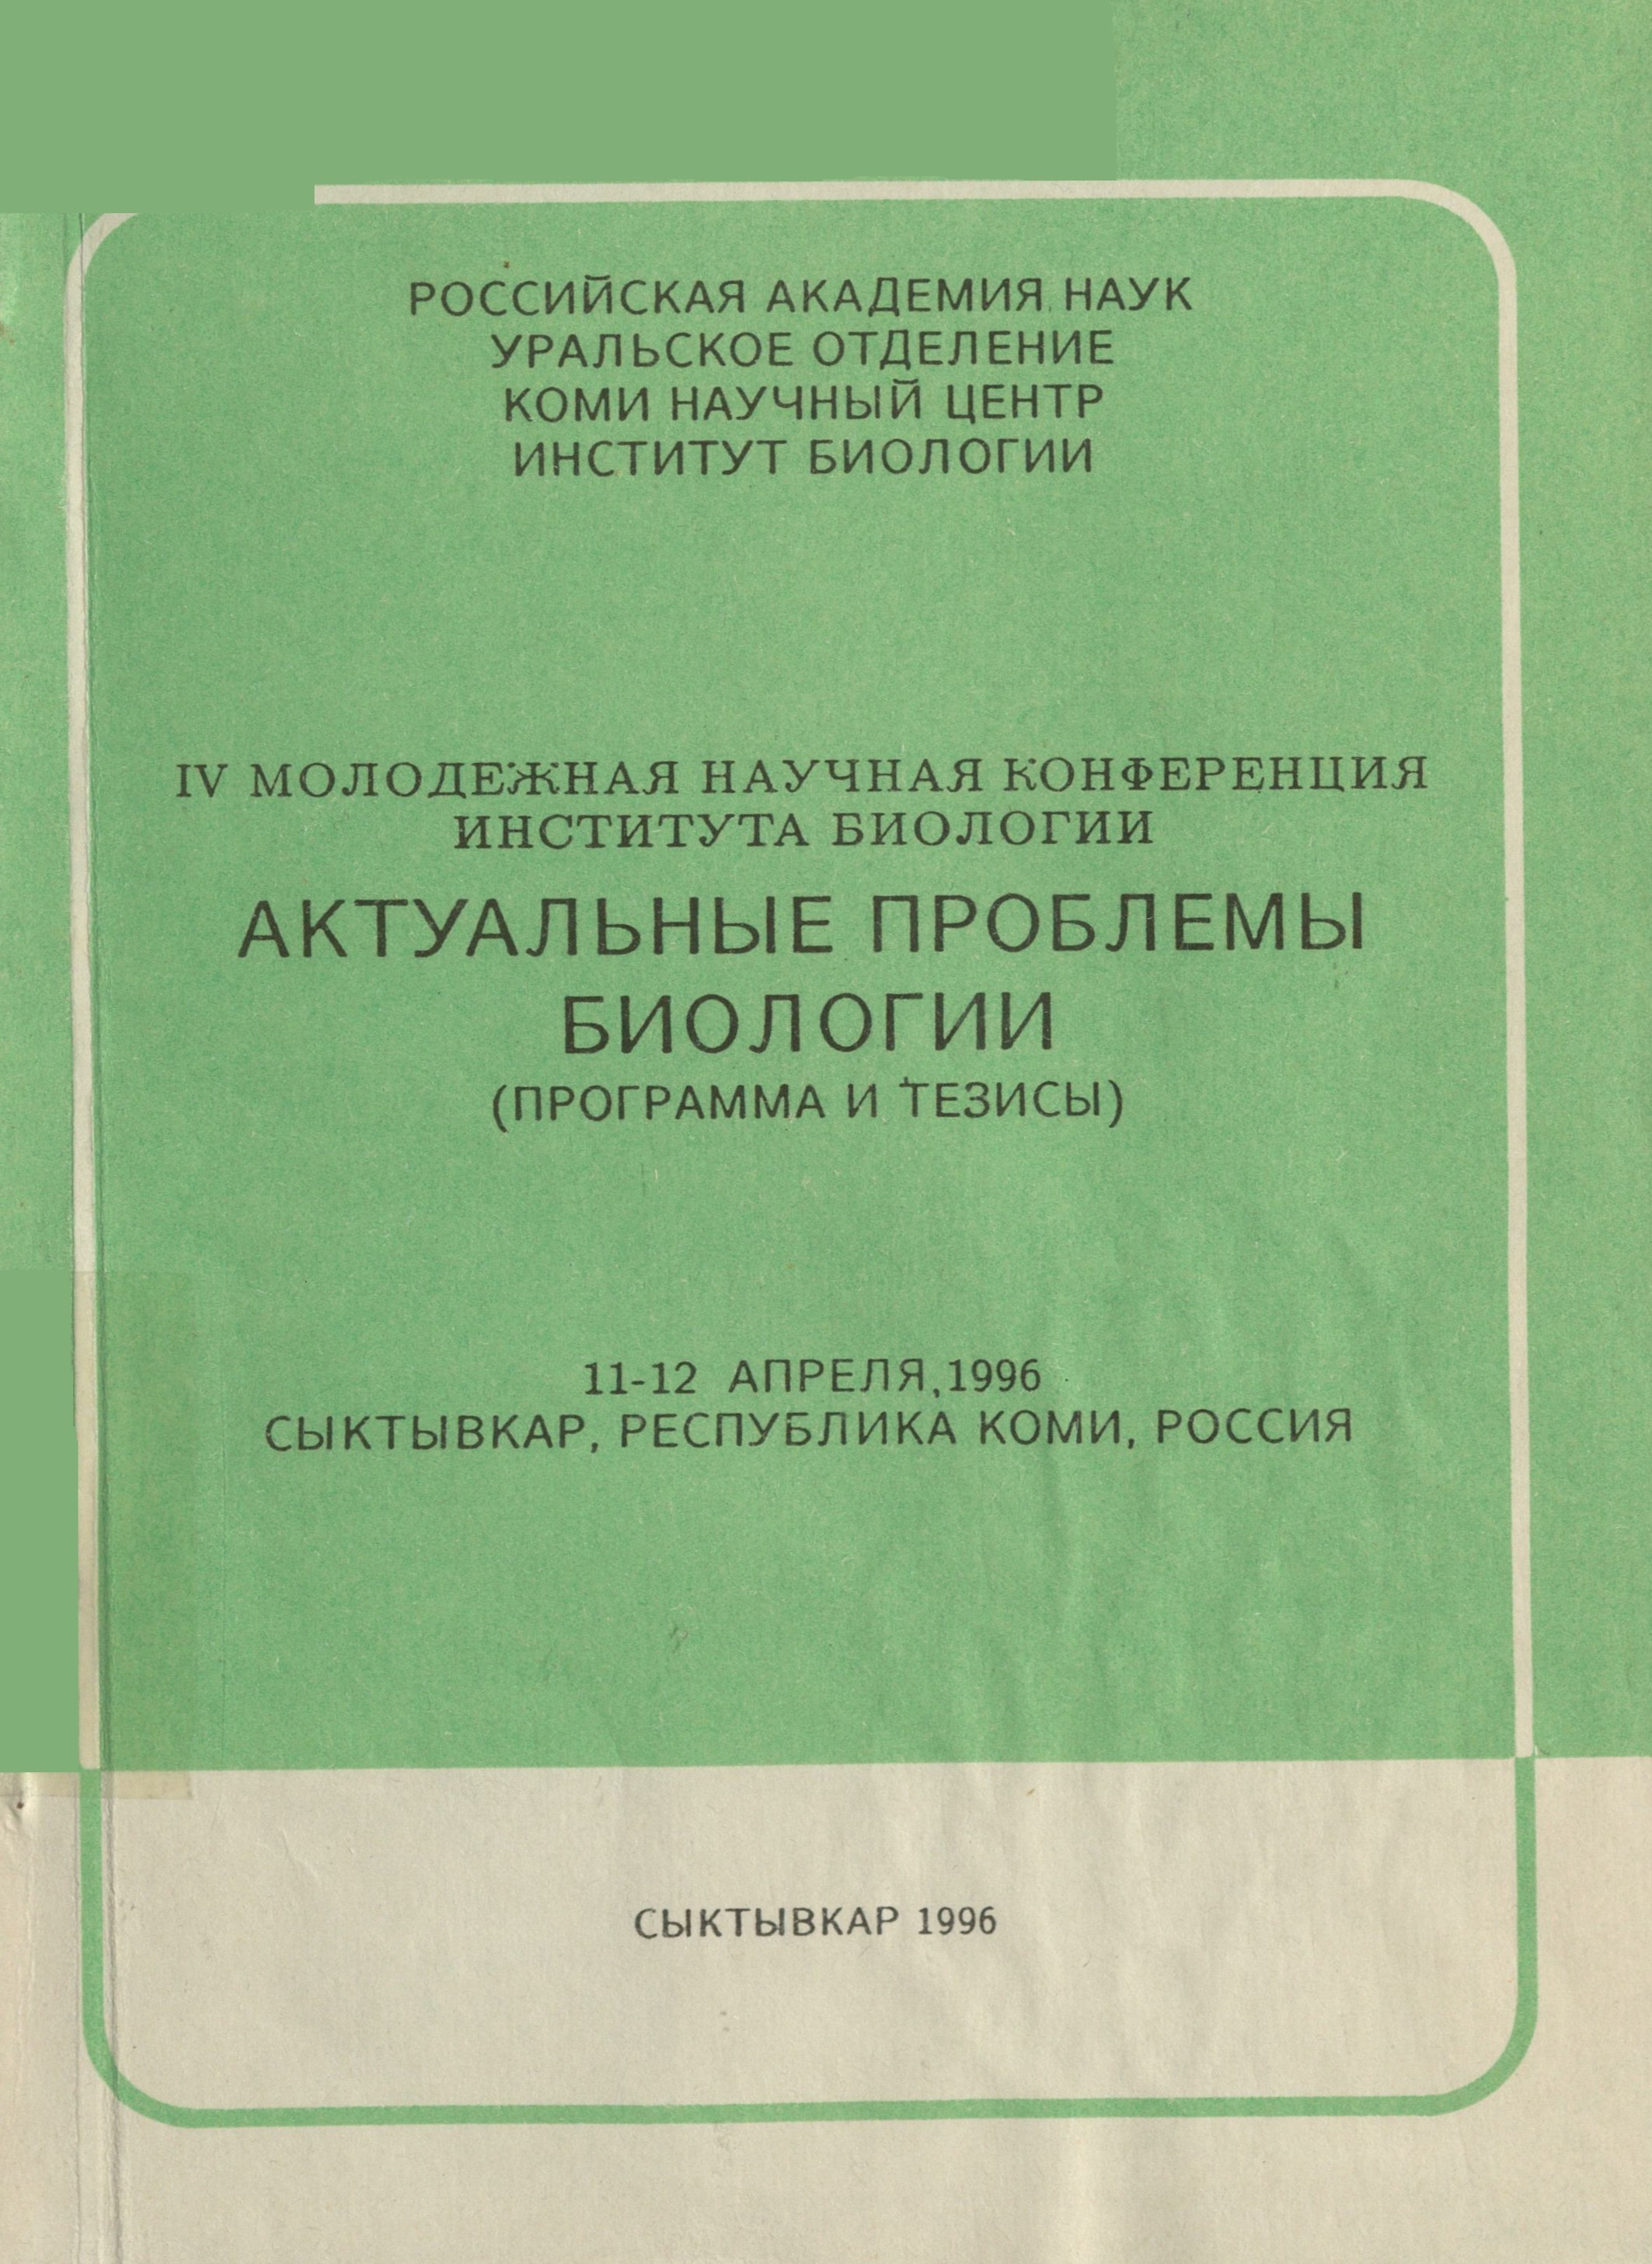 РОССИЙСКАЯ АКАДЕМИЯ НАУК
УРАЛЬСКОЕ ОТДЕЛЕНИЕ
КОМИ НАУЧНЫЙ ЦЕНТР
ИНСТИТУТ БИОЛОГИИ
IV МОЛОДЕЖНАЯ НАУЧНАЯ КОНФЕРЕНЦИЯ
ИНСТИТУТА БИОЛОГИИ
АКТУАЛЬНЫЕ ПРОБЛЕМЫ
БИОЛОГИИ
(ПРОГРАММА И ТЕЗИСЫ)
11-12 АПРЕЛЯ, 1996
СЫКТЫВКАР, РЕСПУБЛИКА КОМИ, РОССИЯ
СЫКТЫВКАР 1996